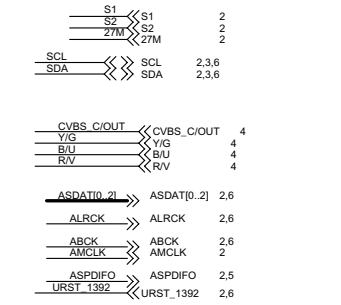 S1 S1 2
S2 S2 2
27M 27M 2
SCL SCL 2,3,6
SDA SDA 2,3,6
CVBS_C/OUT CVBS_C/OUT 4
Y/G Y/G 4
B/U B/U 4
R/V R/V 4
ASDAT[0..2] ASDAT[0..2] 2,6
ALRCK ALRCK 2,6
ABCK ABCK 2,6
AMCLK AMCLK 2
ASPDIFO ASPDIFO 2,5
URST_1392 URST_1392 2,6